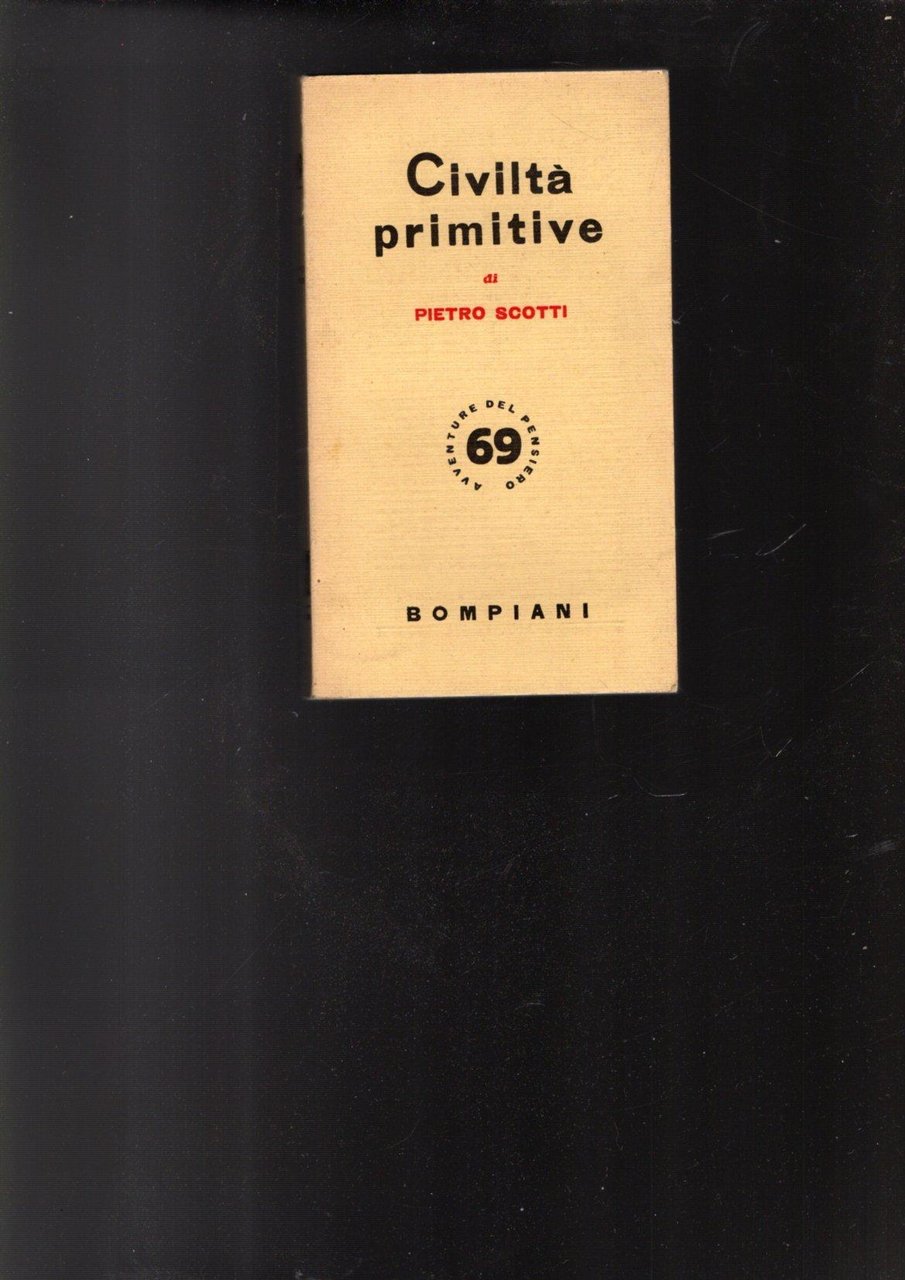 Civiltà
primitive
di
PIETRO SCOTTI
AVVENTURE DEL PENSIERO
69
BOMPIANI